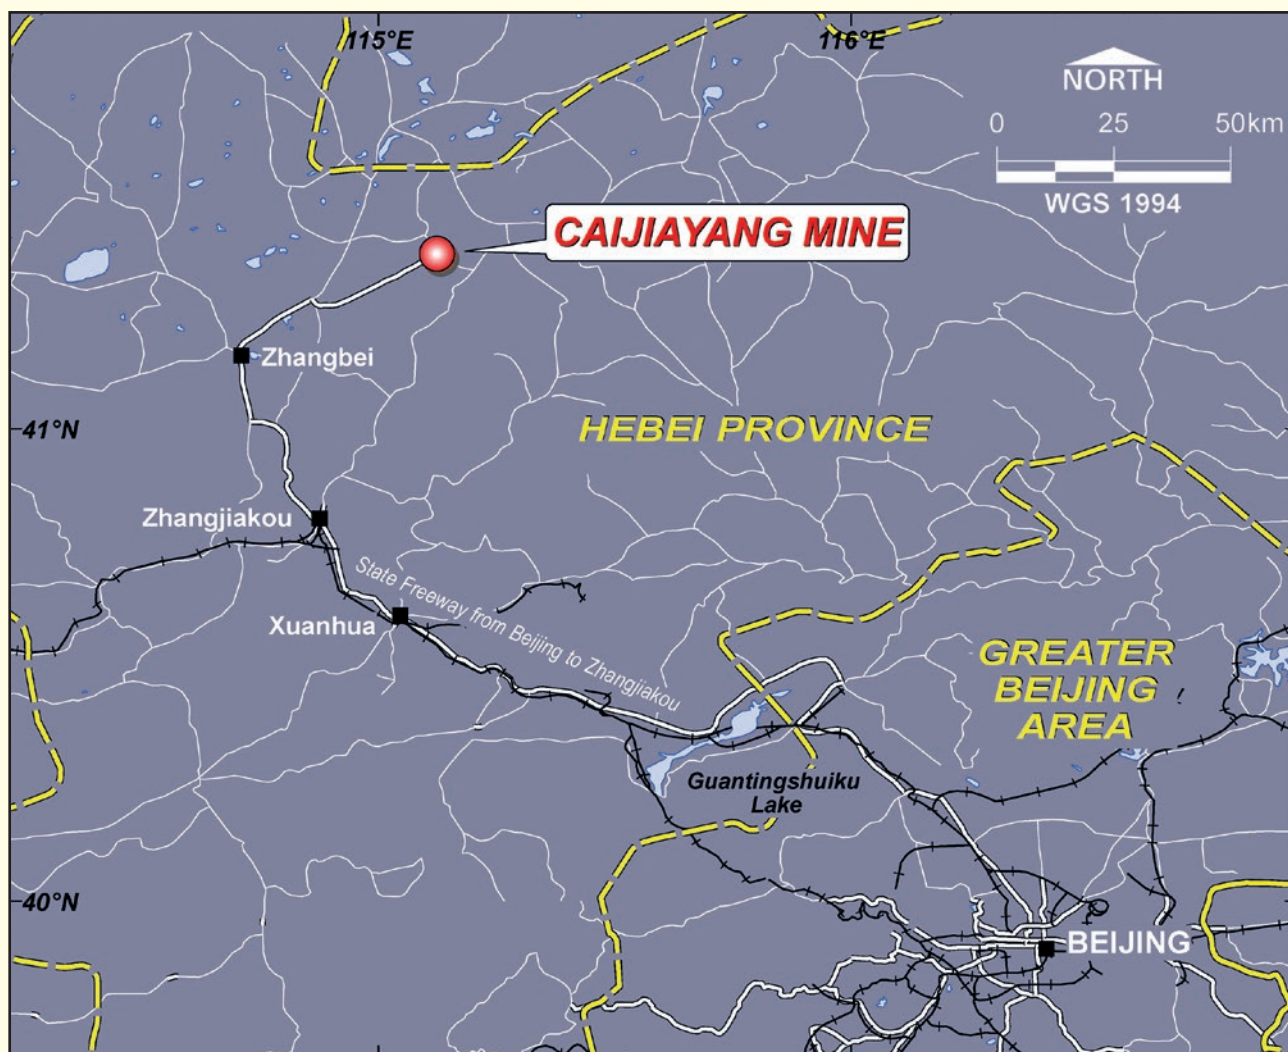 115°E
116°E
NORTH
0 25 50km
WGS 1994
CAIJIAYANG MINE
Zhangbei
41°N
HEBEI PROVINCE
Zhangjiakou
State Freeway from Beijing to Zhangjiakou
Xuanhua
GREATER
BEIJING
AREA
Guantingshuiku
Lake
40°N
BEIJING